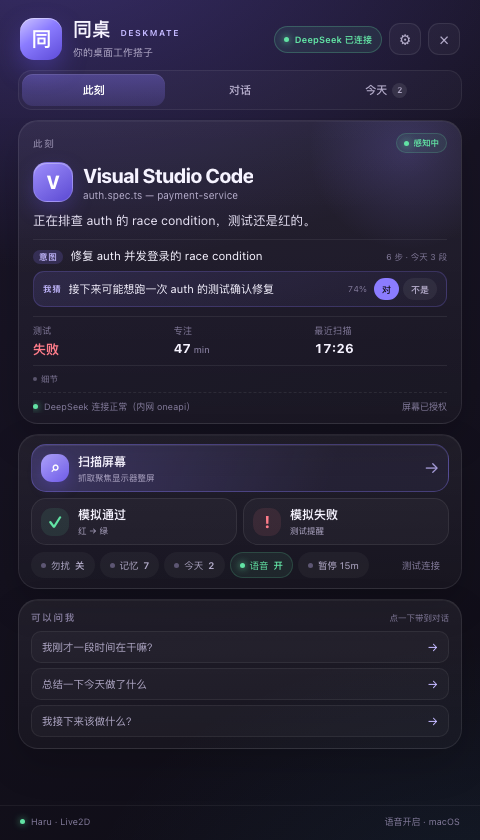 同
同桌 DESKMATE
你的桌面工作搭子
DeepSeek 已连接
此刻
对话
今天 2
此刻
感知中
V
Visual Studio Code
auth.spec.ts — payment-service
正在排查 auth 的 race condition，测试还是红的。
意图 修复 auth 并发登录的 race condition 6 步 · 今天 3 段
我猜 接下来可能想跑一次 auth 的测试确认修复 74% 对 不是
测试 专注 最近扫描
失败 47 min 17:26
细节
DeepSeek 连接正常（内网 oneapi） 屏幕已授权
扫描屏幕
抓取聚焦显示器整屏
模拟通过
红 → 绿
模拟失败
测试提醒
勿扰 关 记忆 7 今天 2 语音 开 暂停 15m 测试连接
可以问我 点一下带到对话
我刚才一段时间在干嘛?
总结一下今天做了什么
我接下来该做什么?
Haru · Live2D 语音开启 · macOS